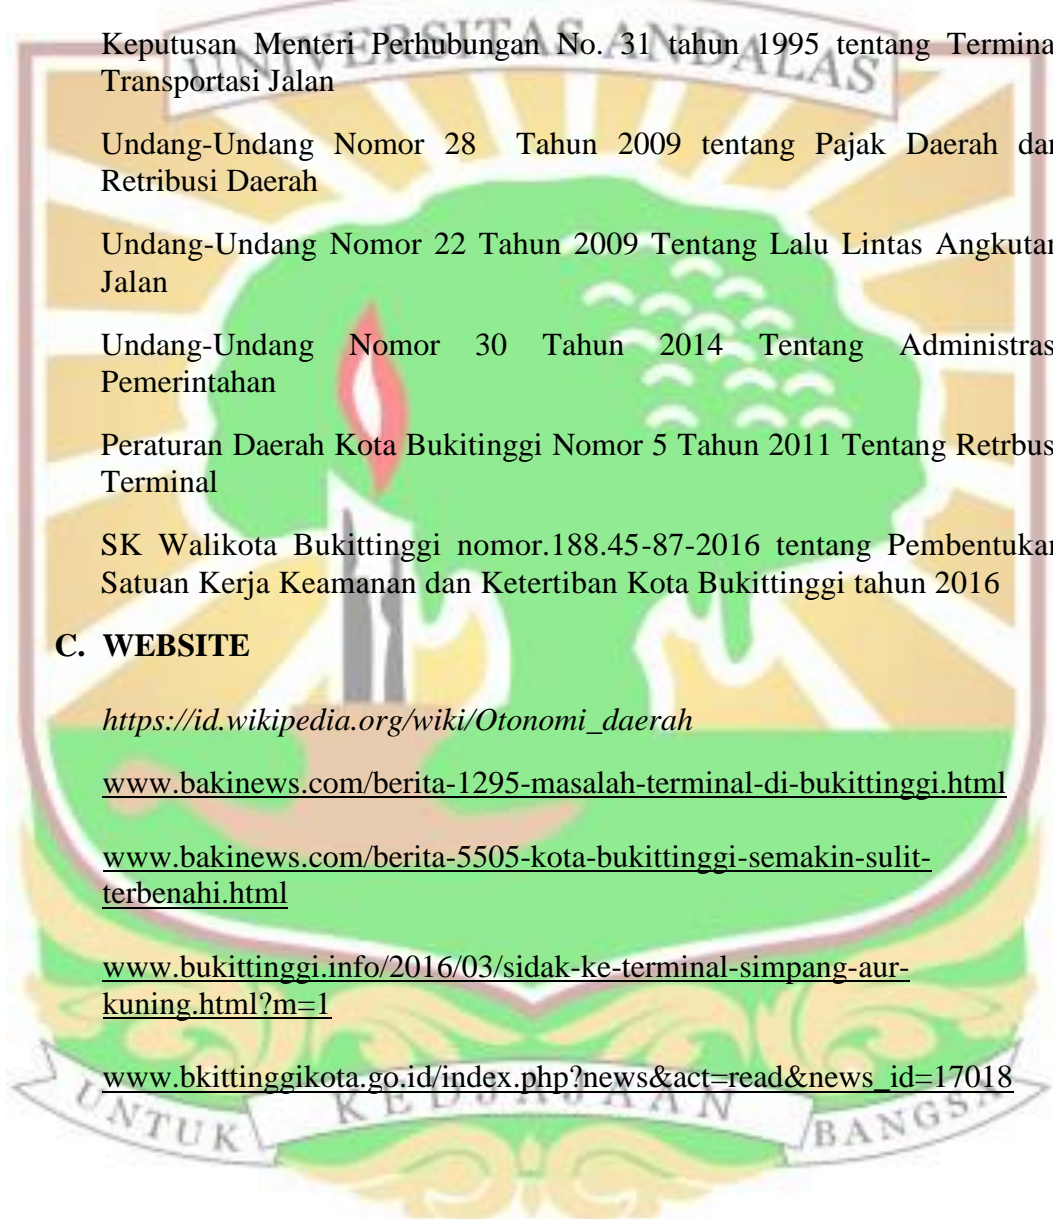 UNIVERSITAS ANDALAS
Keputusan Menteri Perhubungan No. 31 tahun 1995 tentang Termina
Transportasi Jalan
Undang-Undang Nomor 28 Tahun 2009 tentang Pajak Daerah dan
Retribusi Daerah
Undang-Undang Nomor 22 Tahun 2009 Tentang Lalu Lintas Angkutan
Jalan
Undang-Undang Nomor 30 Tahun 2014 Tentang Administras
Pemerintahan
Peraturan Daerah Kota Bukitinggi Nomor 5 Tahun 2011 Tentang Retrbus
Terminal
SK Walikota Bukittinggi nomor.188.45-87-2016 tentang Pembentukan
Satuan Kerja Keamanan dan Ketertiban Kota Bukittinggi tahun 2016
C. WEBSITE
https://id.wikipedia.org/wiki/Otonomi_daerah
www.bakinews.com/berita-1295-masalah-terminal-di-bukittinggi.html
www.bakinews.com/berita-5505-kota-bukittinggi-semakin-sulit-
terbenahi.html
www.bukittinggi.info/2016/03/sidak-ke-terminal-simpang-aur-
kuning.html?m=1
www.bkittinggikota.go.id/index.php?news&act=read&news_id=17018
UNTUK KEDJAJAAN BANGSA